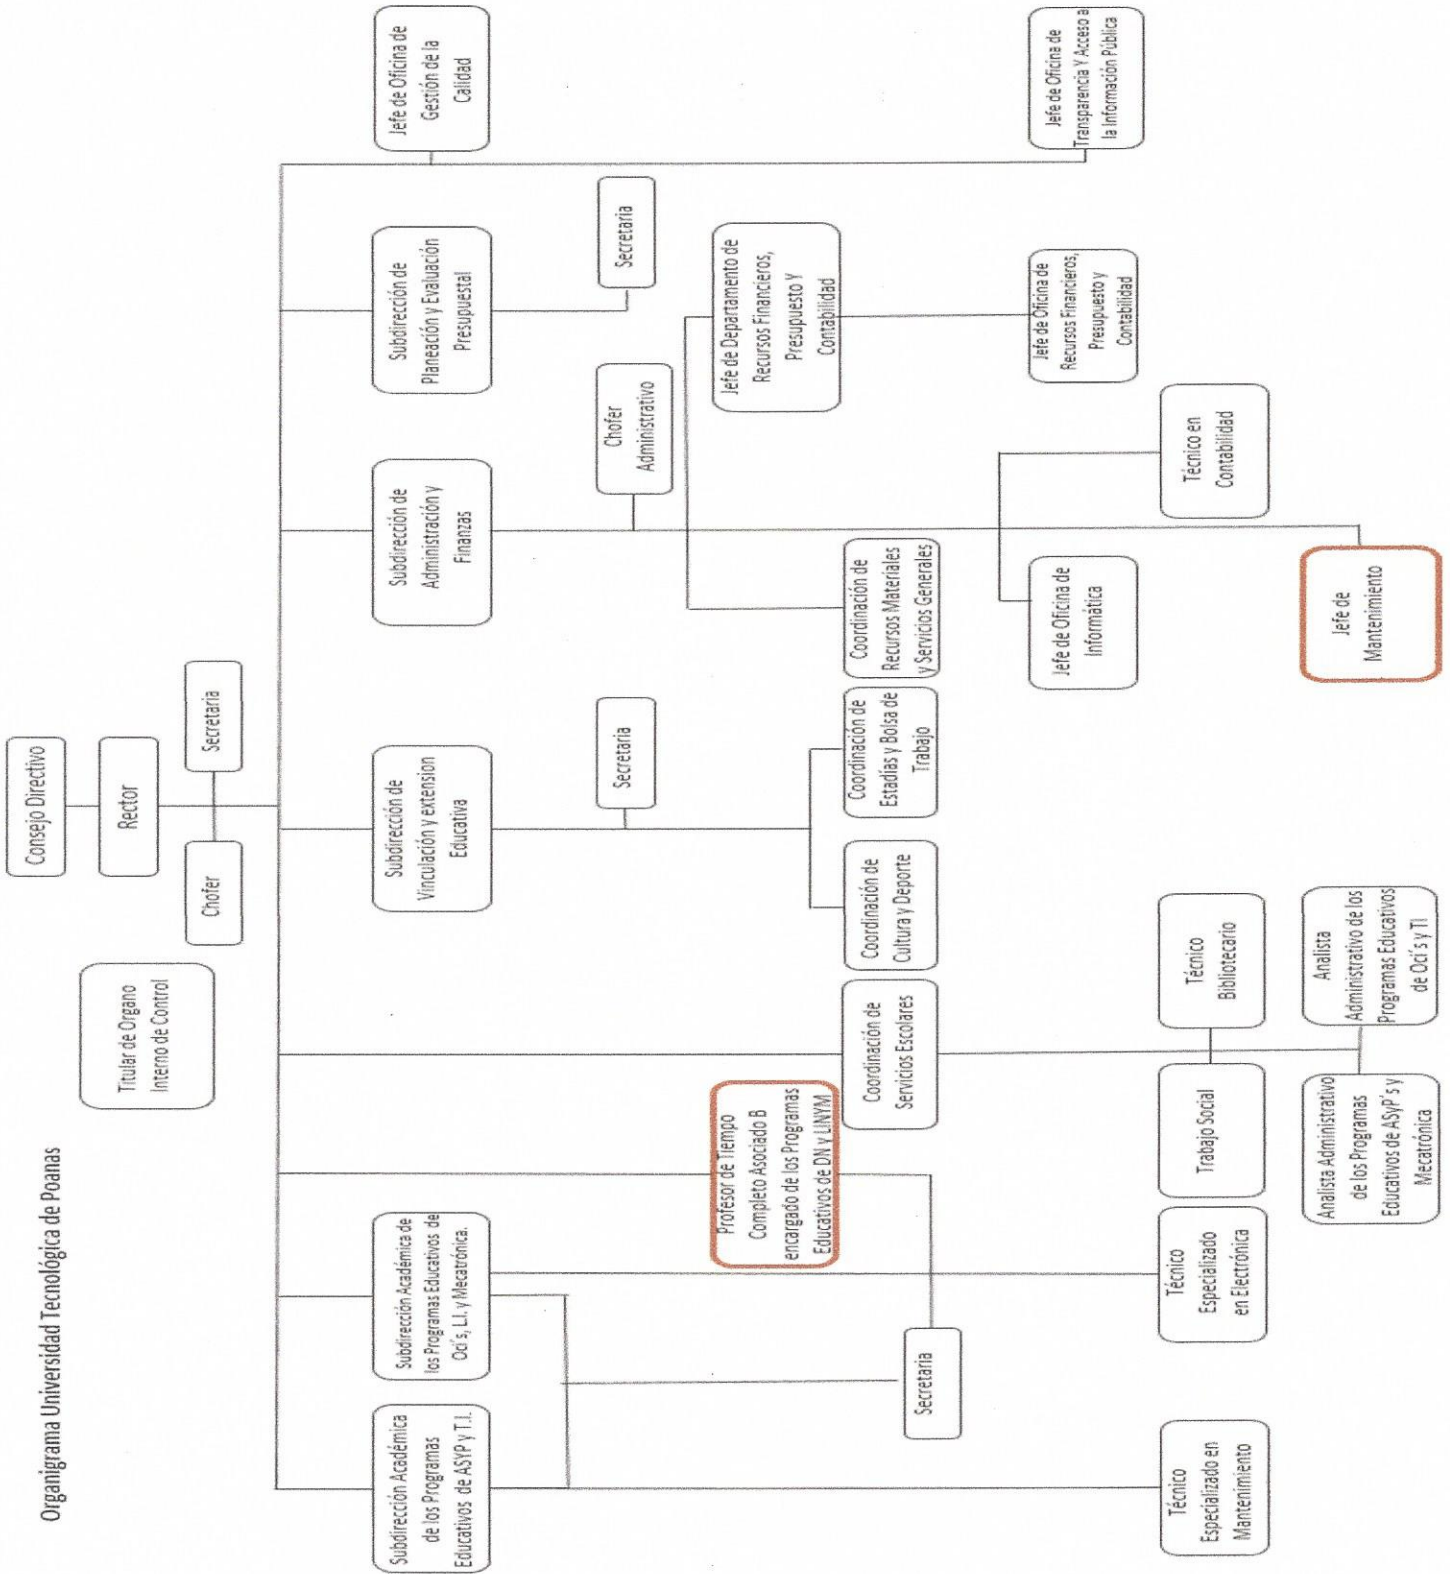 Organigrama Universidad Tecnológica de Poanas
Consejo Directivo
Rector
Chofer
Secretaria
Titular de Organo
Interno de Control
Subdirección Académica
de los Programas
Educativos de ASYP y T.I.
Subdirección Académica de
los Programas Educativos de
Oci´s, L.I. y Mecatrónica.
Subdirección de
Vinculación y extension
Educativa
Subdirección de
Administración y
Finanzas
Subdirección de
Planeación y Evaluación
Presupuestal
Jefe de Oficina de
Gestión de la
Calidad
Secretaria
Chofer
Administrativo
Secretaria
Profesor de Tiempo
Completo Asociado B
encargado de los Programas
Educativos de DN y LINYM
Jefe de Departamento de
Recursos Financieros,
Presupuesto Y
Contabilidad
Coordinación de
Servicios Escolares
Coordinación de
Cultura y Deporte
Coordinación de
Estadías y Bolsa de
Trabajo
Coordinación de
Recursos Materiales
y Servicios Generales
Secretaria
Jefe de Oficina de
Informática
Jefe de Oficina de
Recursos Financieros,
Presupuesto y
Contabilidad
Jefe de Oficina de
Transparencia Y Acceso a
la Información Pública
Técnico
Especializado en
Mantenimiento
Técnico
Especializado
en Electrónica
Trabajo Social
Técnico
Bibliotecario
Técnico en
Contabilidad
Analista Administrativo
de los Programas
Educativos de ASyP´s y
Mecatrónica
Analista
Administrativo de los
Programas Educativos
de Oci´s y TI
Jefe de
Mantenimiento